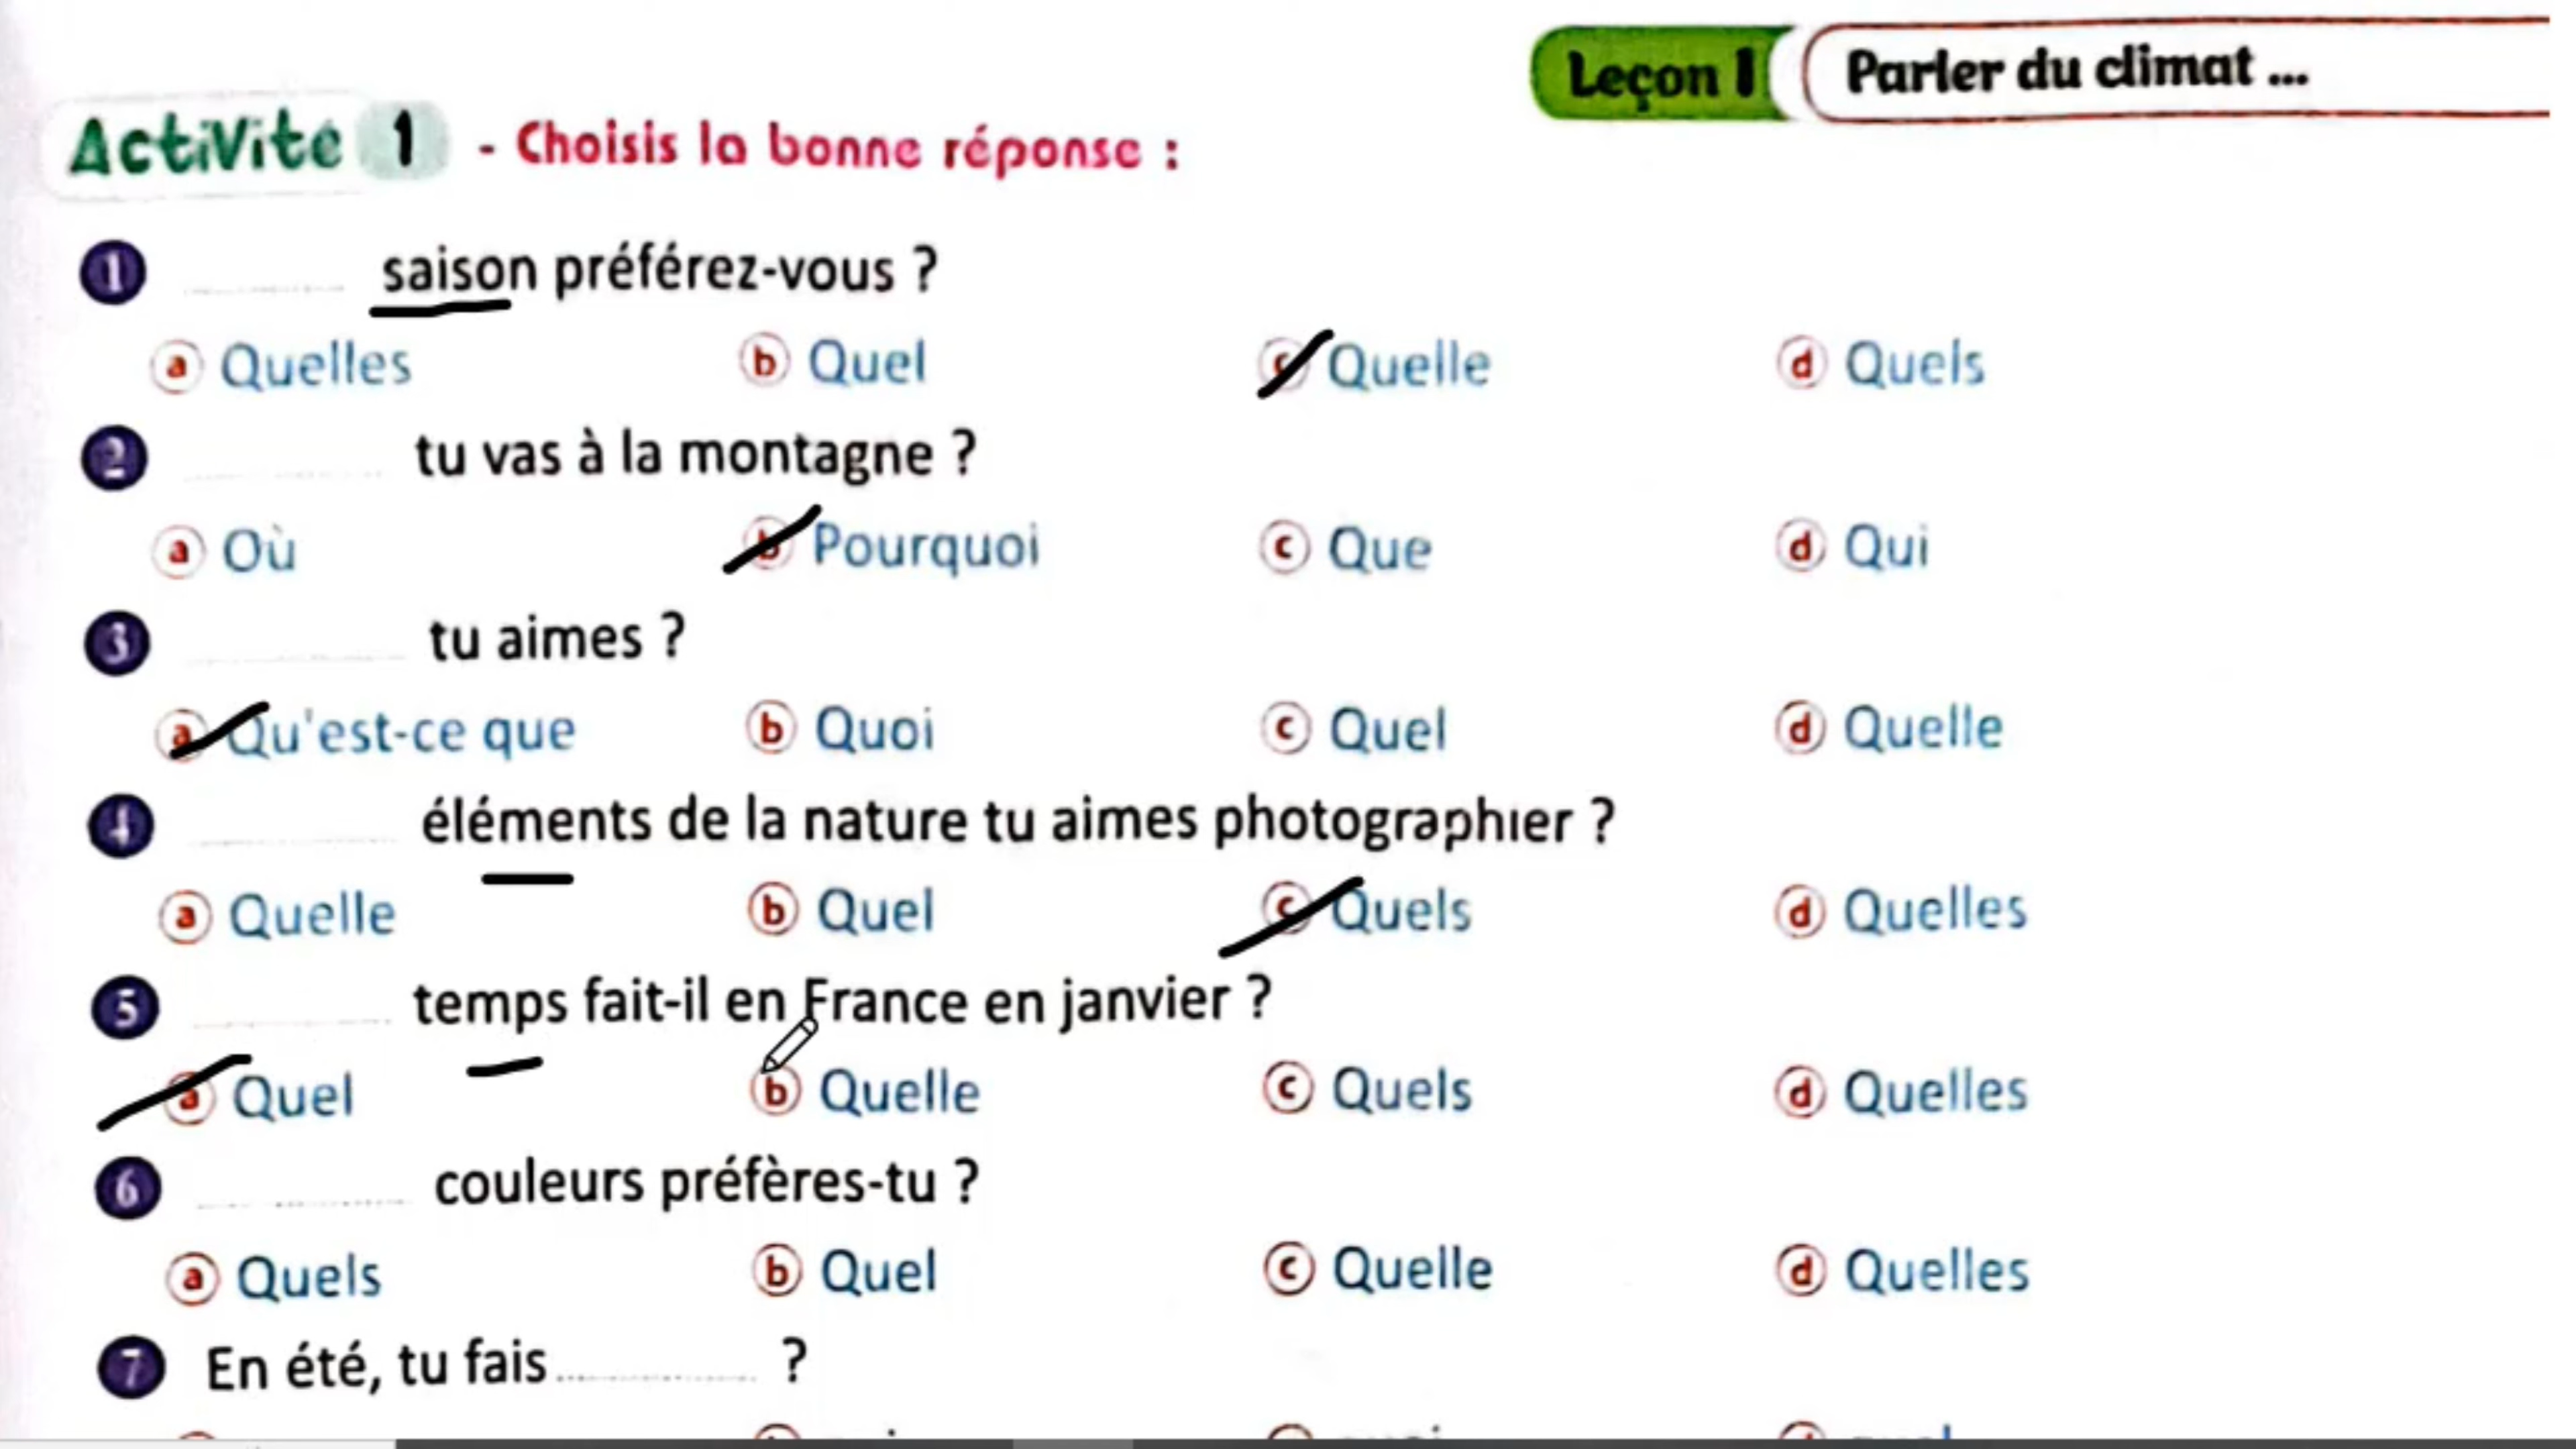 Leçon 1 Parler du climat ...
Activité 1 - Choisis la bonne réponse :
1 ............ saison préférez-vous ?
a Quelles b Quel c Quelle d Quels
2 ............ tu vas à la montagne ?
a Où b Pourquoi c Que d Qui
3 ............ tu aimes ?
a Qu'est-ce que b Quoi c Quel d Quelle
4 ............ éléments de la nature tu aimes photographier ?
a Quelle b Quel c Quels d Quelles
5 ............ temps fait-il en France en janvier ?
a Quel b Quelle c Quels d Quelles
6 ............ couleurs préfères-tu ?
a Quels b Quel c Quelle d Quelles
7 En été, tu fais ............ ?